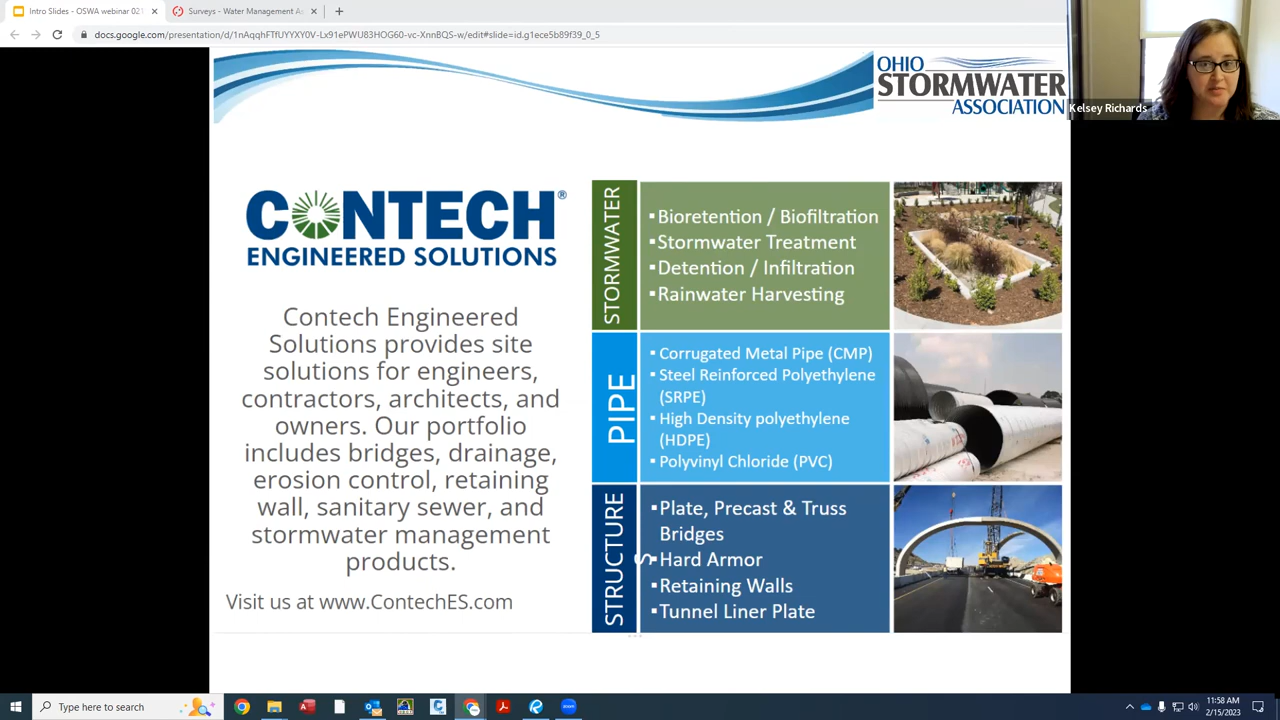 Intro Slides - OSWA webinar 021
Surveys - Water Management As
docs.google.com/presentation/d/1nAqqhFTfUYYXY0V-Lx91ePWU83HOG60-vc-XnnBQS-w/edit#slide=id.g1ece5b89f39_0_5
OHIO
STORMWATER
ASSOCIATION
Kelsey Richards
CONTECH®
ENGINEERED SOLUTIONS
Contech Engineered
Solutions provides site
solutions for engineers,
contractors, architects, and
owners. Our portfolio
includes bridges, drainage,
erosion control, retaining
wall, sanitary sewer, and
stormwater management
products.
Visit us at www.ContechES.com
STORMWATER
▪Bioretention / Biofiltration
▪Stormwater Treatment
▪Detention / Infiltration
▪Rainwater Harvesting
PIPE
▪Corrugated Metal Pipe (CMP)
▪Steel Reinforced Polyethylene
(SRPE)
▪High Density polyethylene
(HDPE)
▪Polyvinyl Chloride (PVC)
STRUCTURE
S
▪Plate, Precast & Truss
Bridges
▪Hard Armor
▪Retaining Walls
▪Tunnel Liner Plate
Type here to search
11:58 AM
2/15/2023